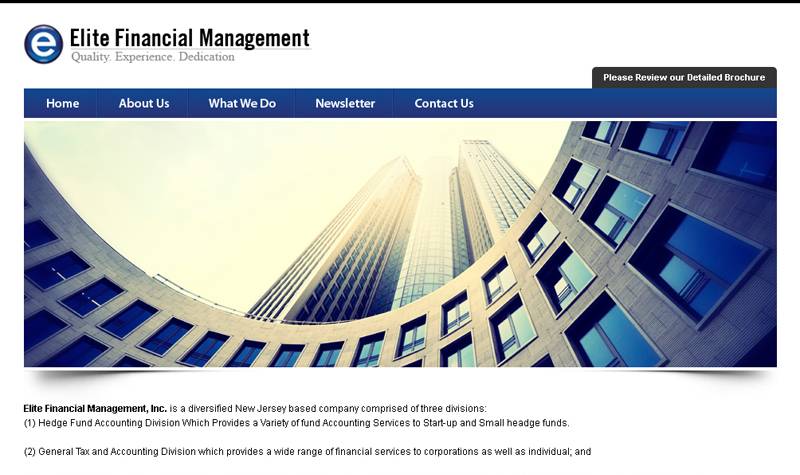 e Elite Financial Management
Quality. Experience. Dedication
Please Review our Detailed Brochure
Home About Us What We Do Newsletter Contact Us
Elite Financial Management, Inc. is a diversified New Jersey based company comprised of three divisions:
(1) Hedge Fund Accounting Division Which Provides a Variety of fund Accounting Services to Start-up and Small headge funds.
(2) General Tax and Accounting Division which provides a wide range of financial services to corporations as well as individual; and